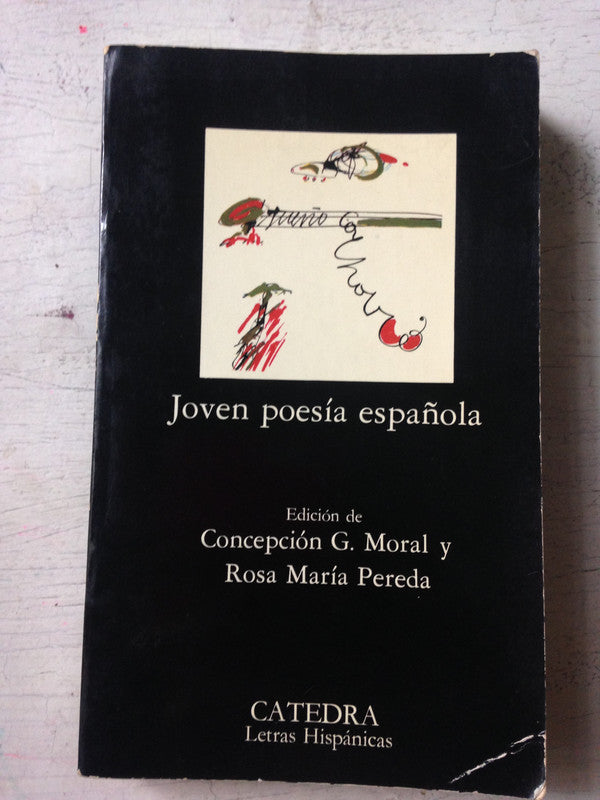 Joven poesía española
Edición de
Concepción G. Moral y
Rosa María Pereda
CATEDRA
Letras Hispánicas